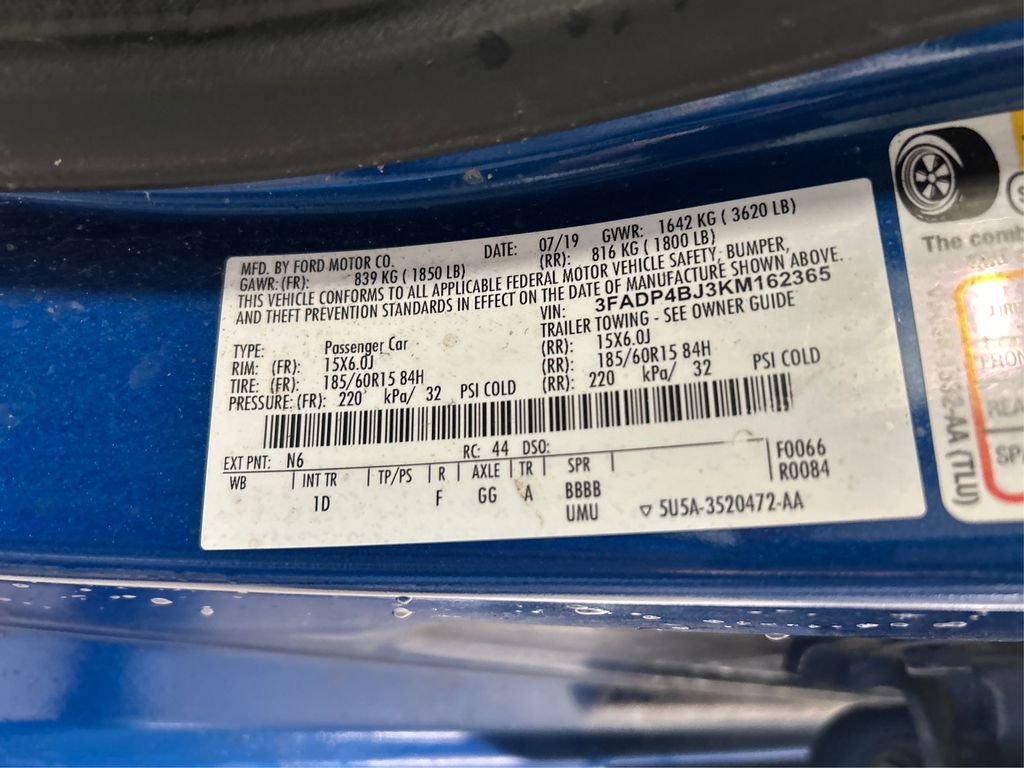 MFD. BY FORD MOTOR CO. DATE: 07/19 GVWR: 1642 KG ( 3620 LB)
GAWR: (FR): 839 KG ( 1850 LB) (RR): 816 KG ( 1800 LB)
THIS VEHICLE CONFORMS TO ALL APPLICABLE FEDERAL MOTOR VEHICLE SAFETY, BUMPER,
AND THEFT PREVENTION STANDARDS IN EFFECT ON THE DATE OF MANUFACTURE SHOWN ABOVE.
VIN: 3FADP4BJ3KM162365
TYPE: Passenger Car TRAILER TOWING - SEE OWNER GUIDE
RIM: (FR): 15X6.0J (RR): 15X6.0J
TIRE: (FR): 185/60R15 84H (RR): 185/60R15 84H
PRESSURE: (FR): 220 kPa/ 32 PSI COLD (RR): 220 kPa/ 32 PSI COLD
EXT PNT: N6 RC: 44 DSO: F0066
WB INT TR TP/PS R AXLE TR SPR R0084
1D F GG A BBBB
UMU ▽ 5U5A-3520472-AA
The comb
REA
SP
AA (TLU)